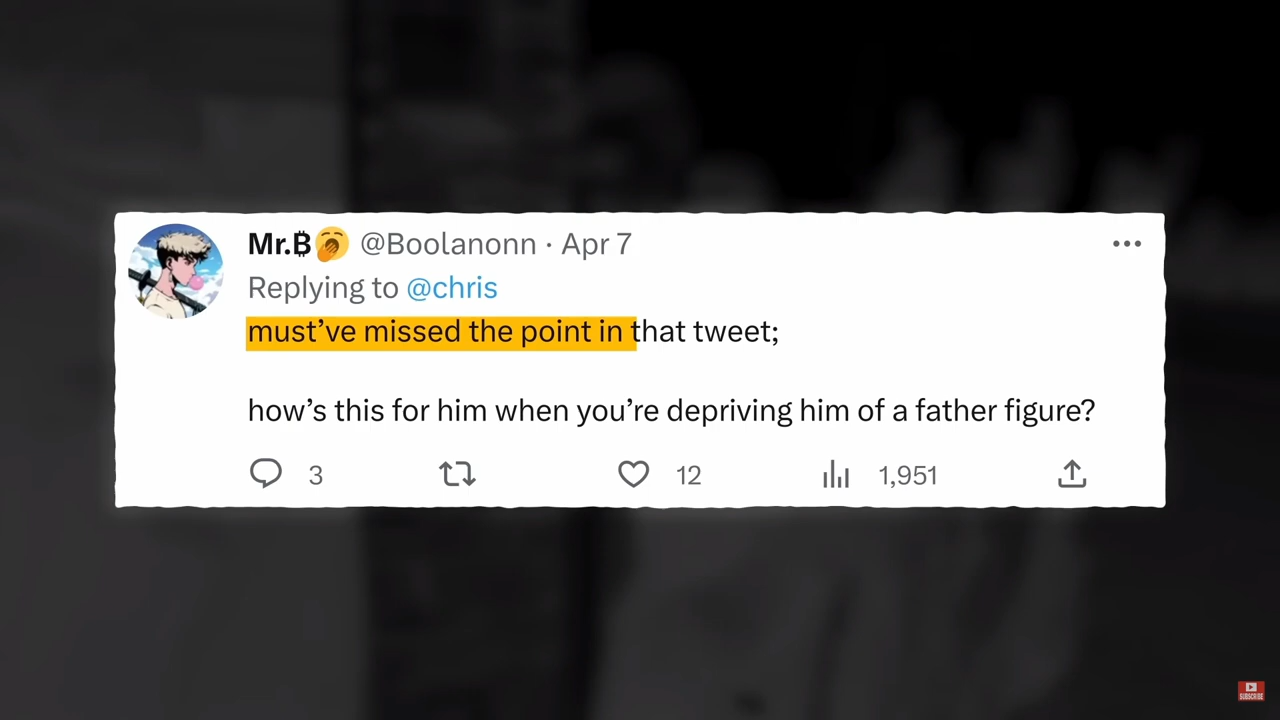 Mr.₿🥱 @Boolanonn · Apr 7
Replying to @chris
must’ve missed the point in that tweet;
how’s this for him when you’re depriving him of a father figure?
3 12 1,951
SUBSCRIBE